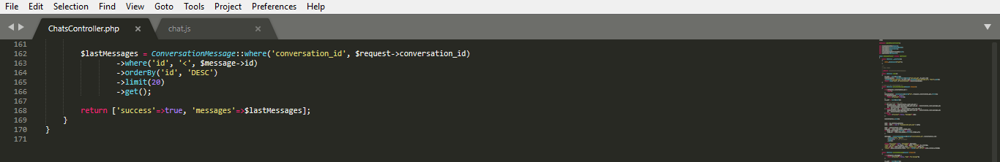 File Edit Selection Find View Goto Tools Project Preferences Help
ChatsController.php × chat.js ×
161
162 $lastMessages = ConversationMessage::where('conversation_id', $request->conversation_id)
163 ->where('id', '<', $message->id)
164 ->orderBy('id', 'DESC')
165 ->limit(20)
166 ->get();
167
168 return ['success'=>true, 'messages'=>$lastMessages];
169 }
170 }
171